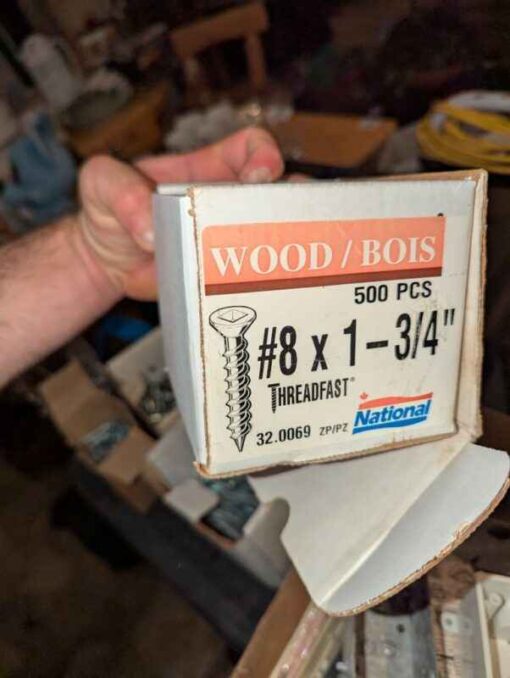 WOOD / BOIS
500 PCS
#8 x 1-3/4"
THREADFAST®
32.0069 ZP/PZ National